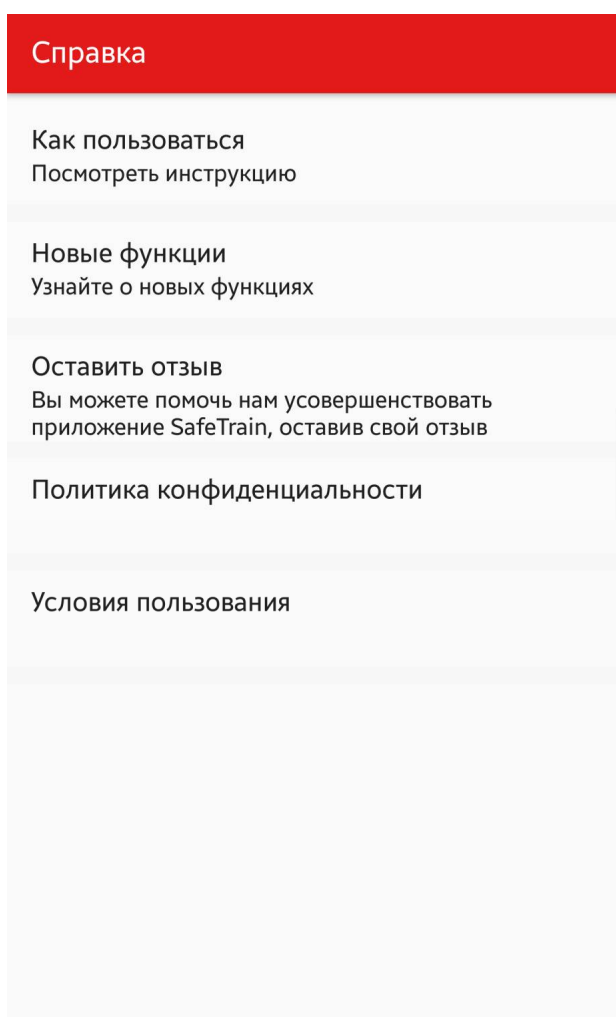 Справка
Как пользоваться
Посмотреть инструкцию
Новые функции
Узнайте о новых функциях
Оставить отзыв
Вы можете помочь нам усовершенствовать
приложение SafeTrain, оставив свой отзыв
Политика конфиденциальности
Условия пользования